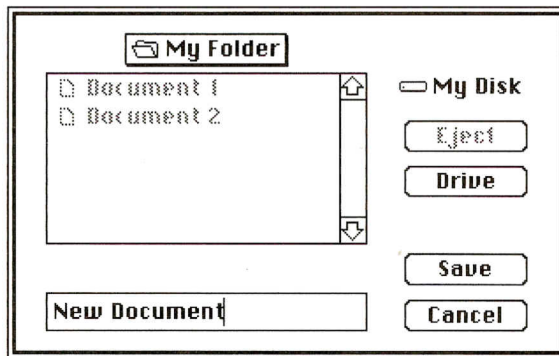 My Folder
Document 1
Document 2
My Disk
Eject
Drive
Save
New Document
Cancel